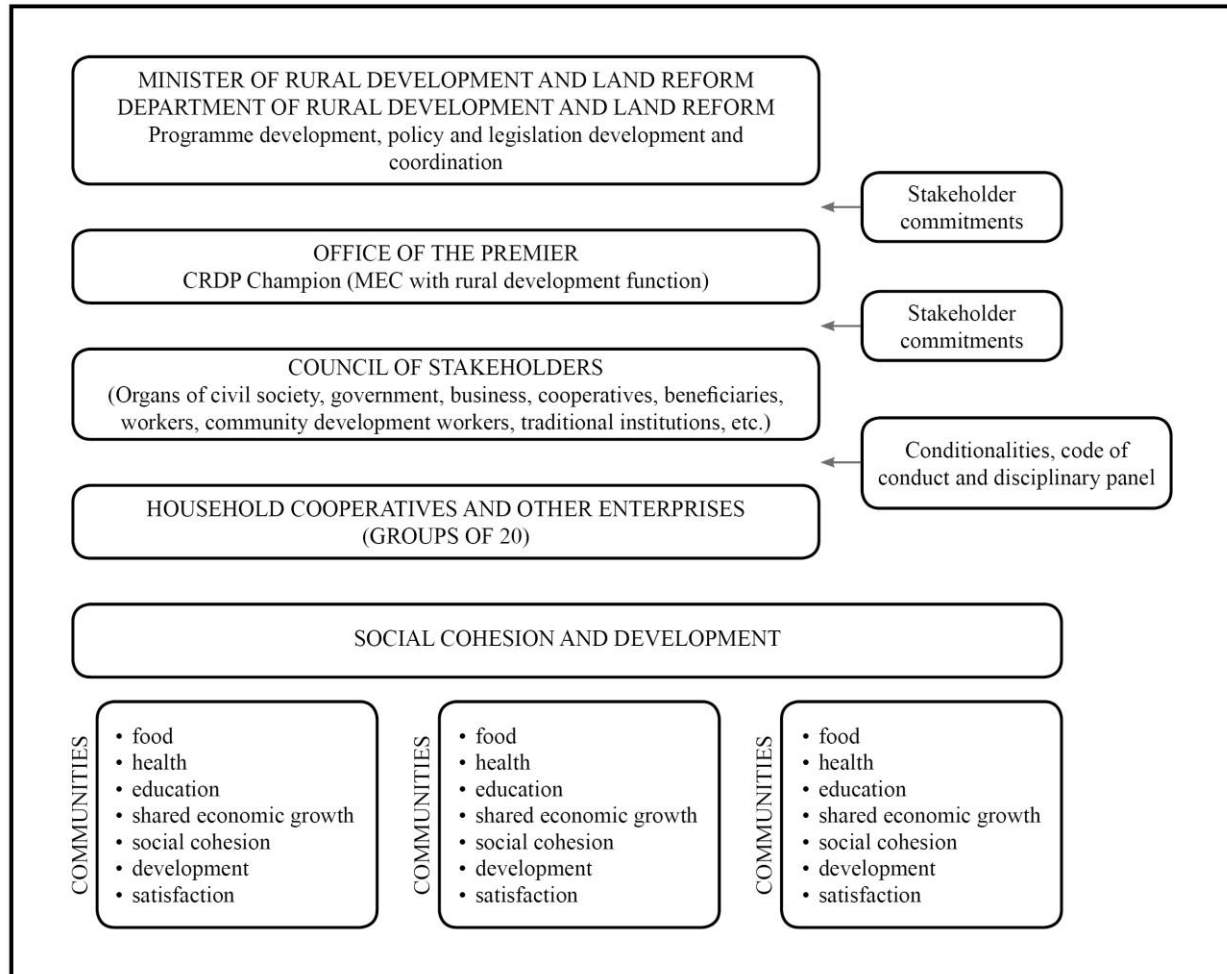 MINISTER OF RURAL DEVELOPMENT AND LAND REFORM
DEPARTMENT OF RURAL DEVELOPMENT AND LAND REFORM
Programme development, policy and legislation development and
coordination
Stakeholder
commitments
OFFICE OF THE PREMIER
CRDP Champion (MEC with rural development function)
Stakeholder
commitments
COUNCIL OF STAKEHOLDERS
(Organs of civil society, government, business, cooperatives, beneficiaries,
workers, community development workers, traditional institutions, etc.)
Conditionalities, code of
conduct and disciplinary panel
HOUSEHOLD COOPERATIVES AND OTHER ENTERPRISES
(GROUPS OF 20)
SOCIAL COHESION AND DEVELOPMENT
COMMUNITIES
• food
• health
• education
• shared economic growth
• social cohesion
• development
• satisfaction
COMMUNITIES
• food
• health
• education
• shared economic growth
• social cohesion
• development
• satisfaction
COMMUNITIES
• food
• health
• education
• shared economic growth
• social cohesion
• development
• satisfaction